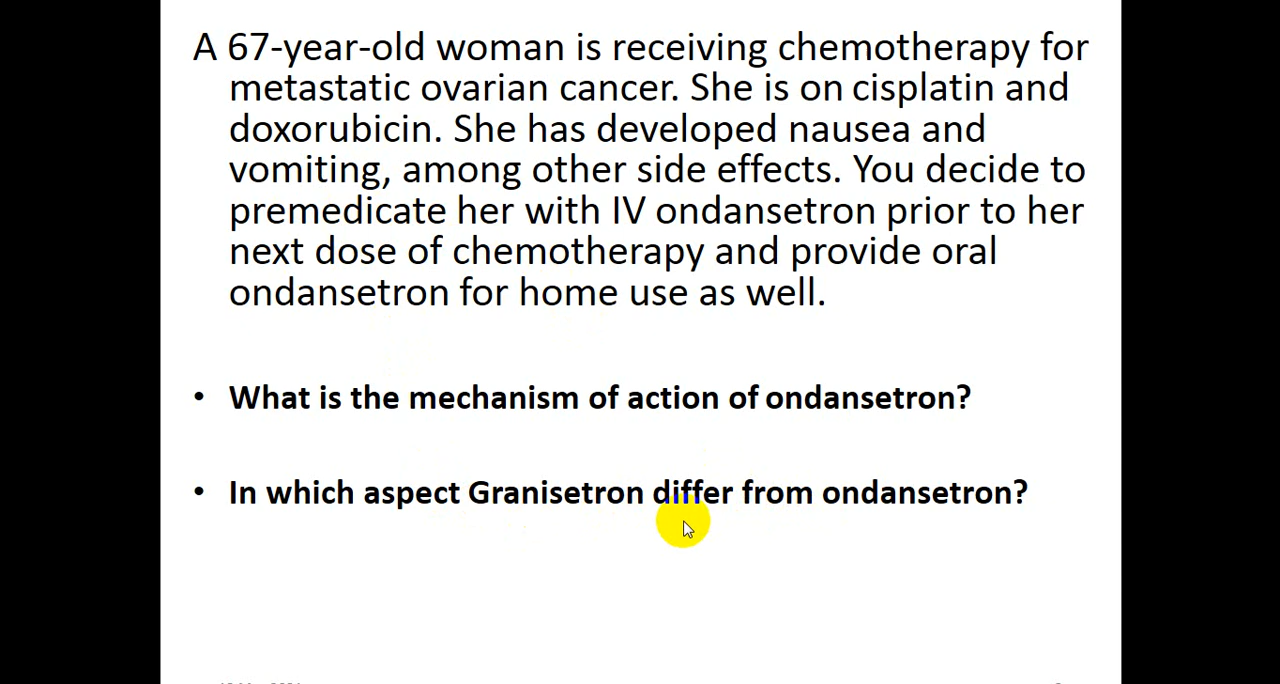 A 67-year-old woman is receiving chemotherapy for
metastatic ovarian cancer. She is on cisplatin and
doxorubicin. She has developed nausea and
vomiting, among other side effects. You decide to
premedicate her with IV ondansetron prior to her
next dose of chemotherapy and provide oral
ondansetron for home use as well.
• What is the mechanism of action of ondansetron?
• In which aspect Granisetron differ from ondansetron?